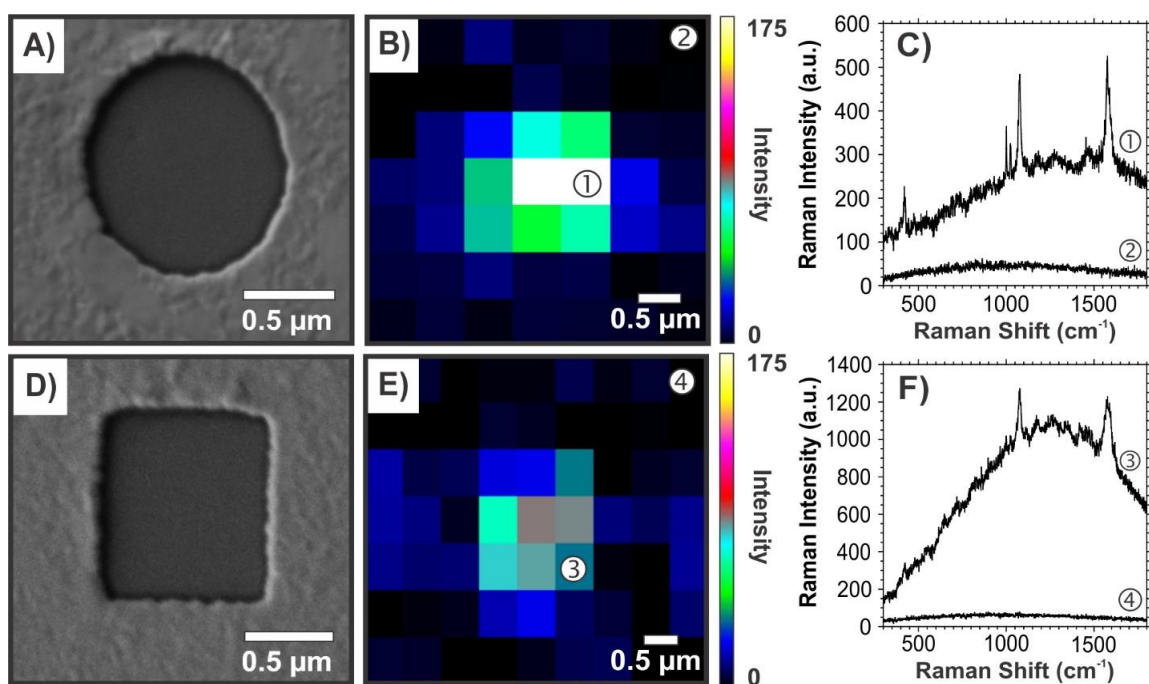 A)
0.5 µm
B)
②
①
0.5 µm
175
Intensity
0
C)
Raman Intensity (a.u.)
600
500
400
300
200
100
0
①
②
500
1000
1500
Raman Shift (cm⁻¹)
D)
0.5 µm
E)
④
③
0.5 µm
175
Intensity
0
F)
Raman Intensity (a.u.)
1400
1200
1000
800
600
400
200
0
③
④
500
1000
1500
Raman Shift (cm⁻¹)